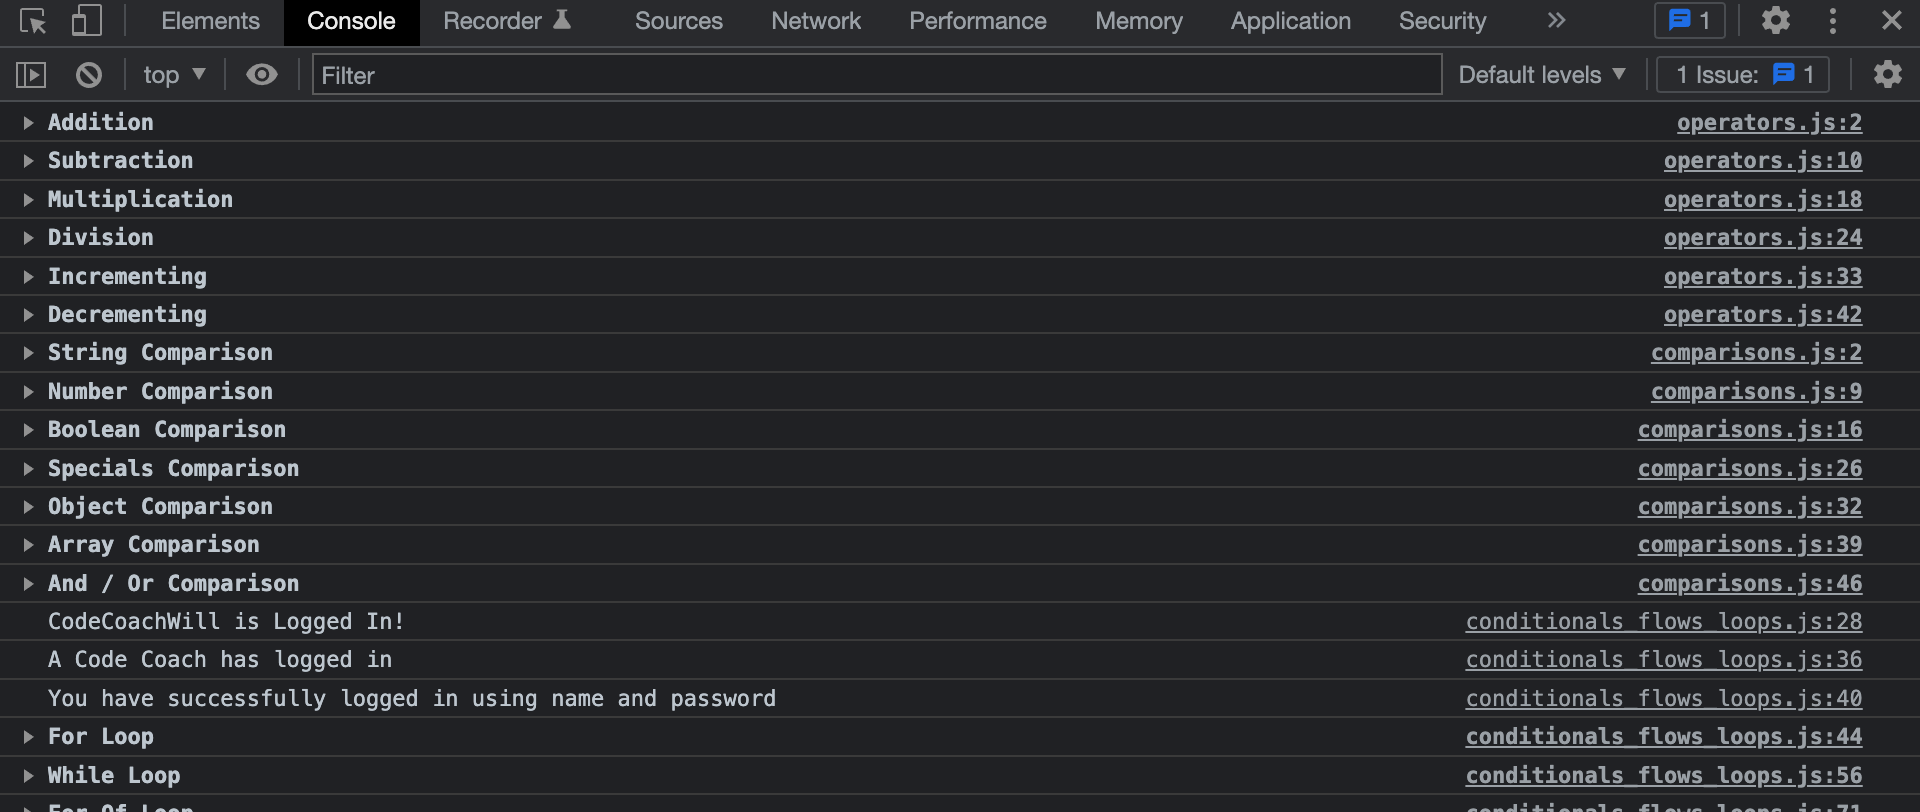 Elements Console Recorder Sources Network Performance Memory Application Security » 1
top ▼ Filter Default levels ▼ 1 Issue: 1
Addition operators.js:2
Subtraction operators.js:10
Multiplication operators.js:18
Division operators.js:24
Incrementing operators.js:33
Decrementing operators.js:42
String Comparison comparisons.js:2
Number Comparison comparisons.js:9
Boolean Comparison comparisons.js:16
Specials Comparison comparisons.js:26
Object Comparison comparisons.js:32
Array Comparison comparisons.js:39
And / Or Comparison comparisons.js:46
CodeCoachWill is Logged In! conditionals_flows_loops.js:28
A Code Coach has logged in conditionals_flows_loops.js:36
You have successfully logged in using name and password conditionals_flows_loops.js:40
For Loop conditionals_flows_loops.js:44
While Loop conditionals_flows_loops.js:56
For Of Loop conditionals_flows_loops.js:71